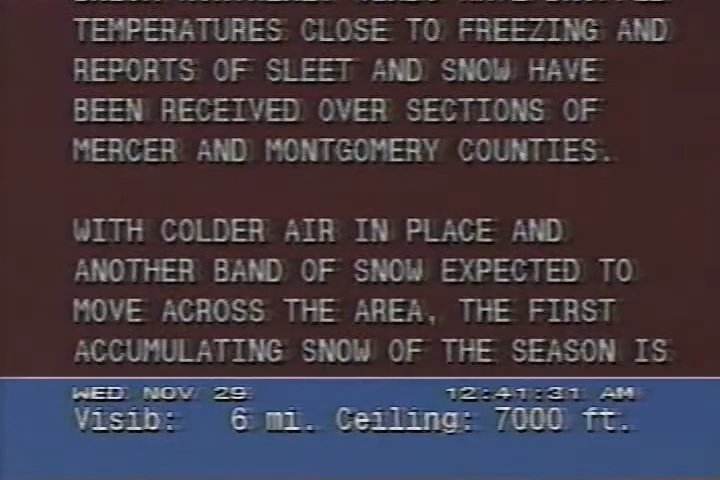 TEMPERATURES CLOSE TO FREEZING AND
REPORTS OF SLEET AND SNOW HAVE
BEEN RECEIVED OVER SECTIONS OF
MERCER AND MONTGOMERY COUNTIES.
WITH COLDER AIR IN PLACE AND
ANOTHER BAND OF SNOW EXPECTED TO
MOVE ACROSS THE AREA, THE FIRST
ACCUMULATING SNOW OF THE SEASON IS
WED NOV 29 12:41:31 AM
Visib: 6 mi. Ceiling: 7000 ft.